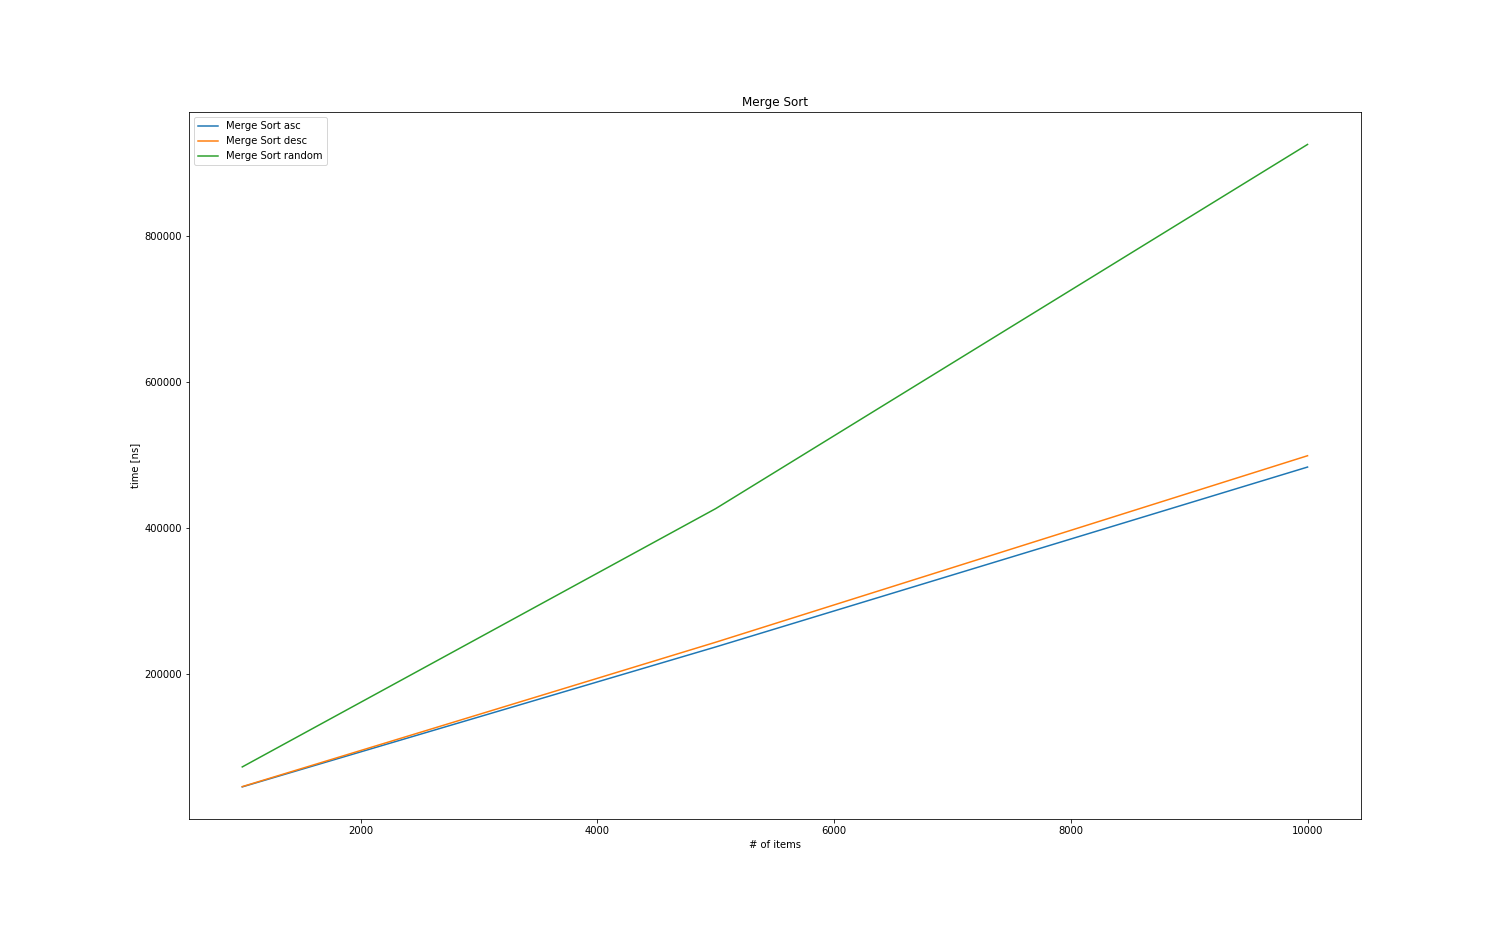 Merge Sort
Merge Sort asc
Merge Sort desc
Merge Sort random
800000
600000
400000
200000
time [ns]
2000 4000 6000 8000 10000
# of items